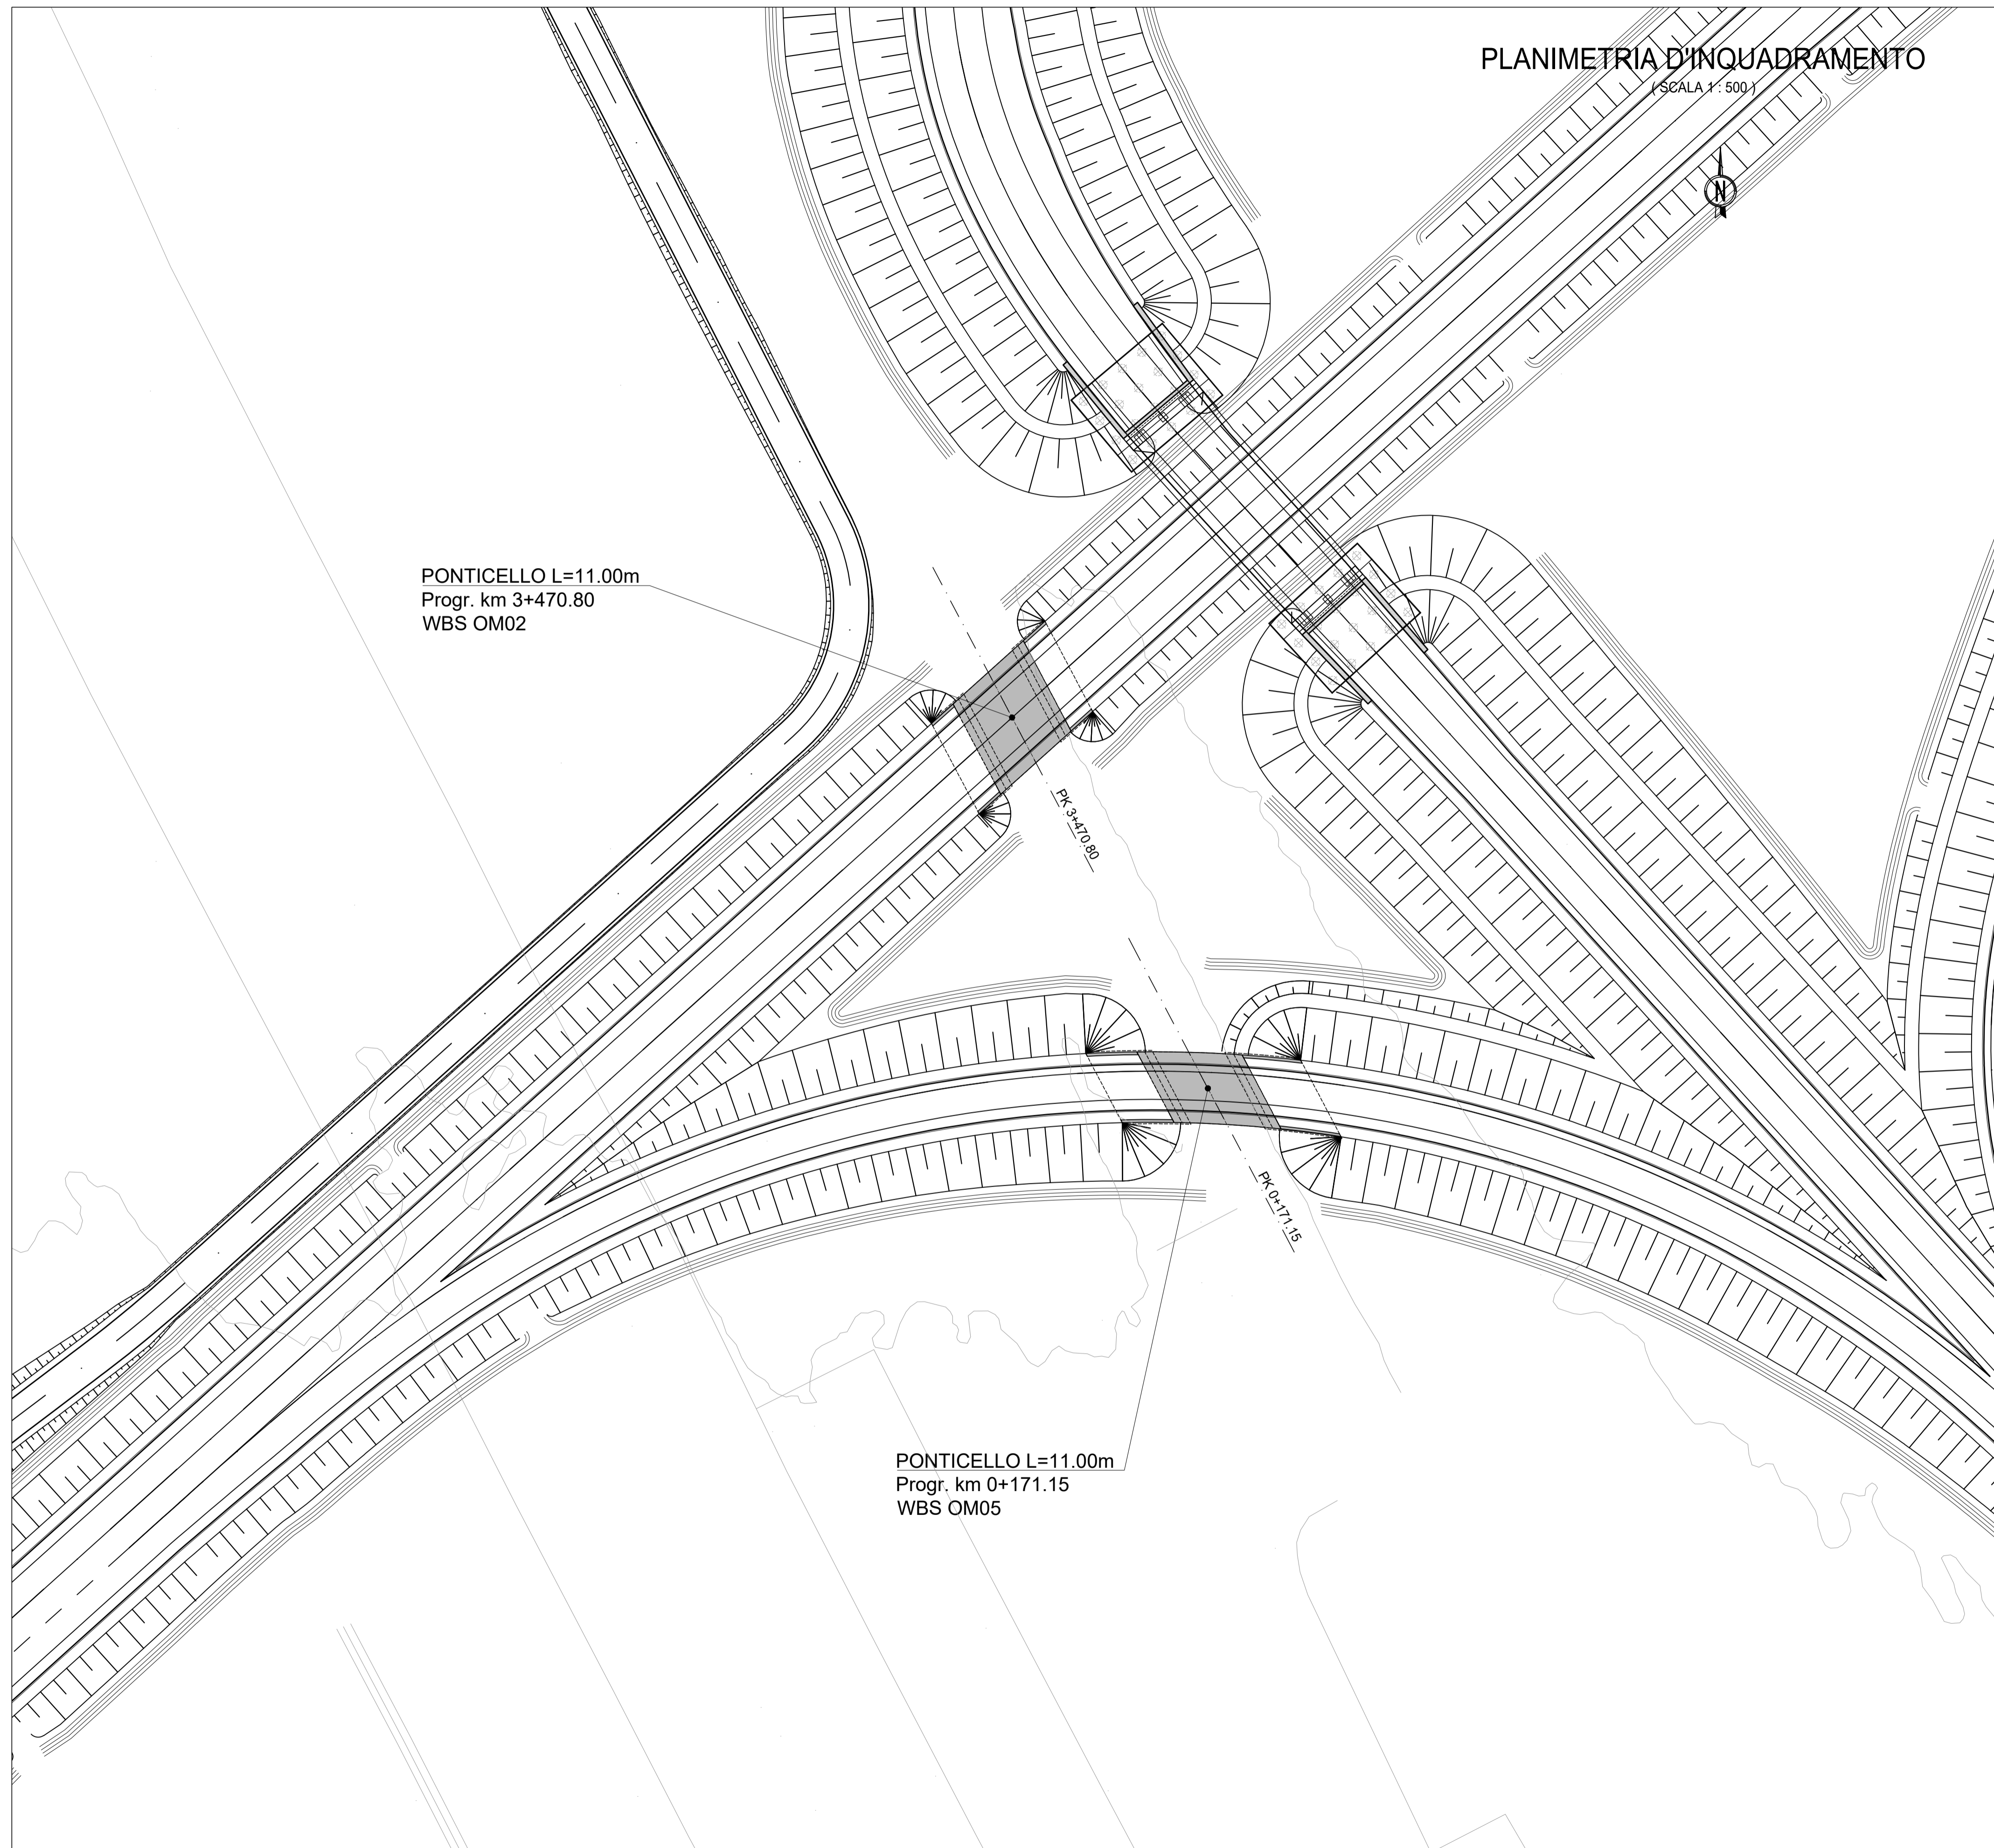 PLANIMETRIA D'INQUADRAMENTO
( SCALA 1 : 500 )
N
PONTICELLO L=11.00m
Progr. km 3+470.80
WBS OM02
PK 3+470.80
PK 0+171.15
PONTICELLO L=11.00m
Progr. km 0+171.15
WBS OM05